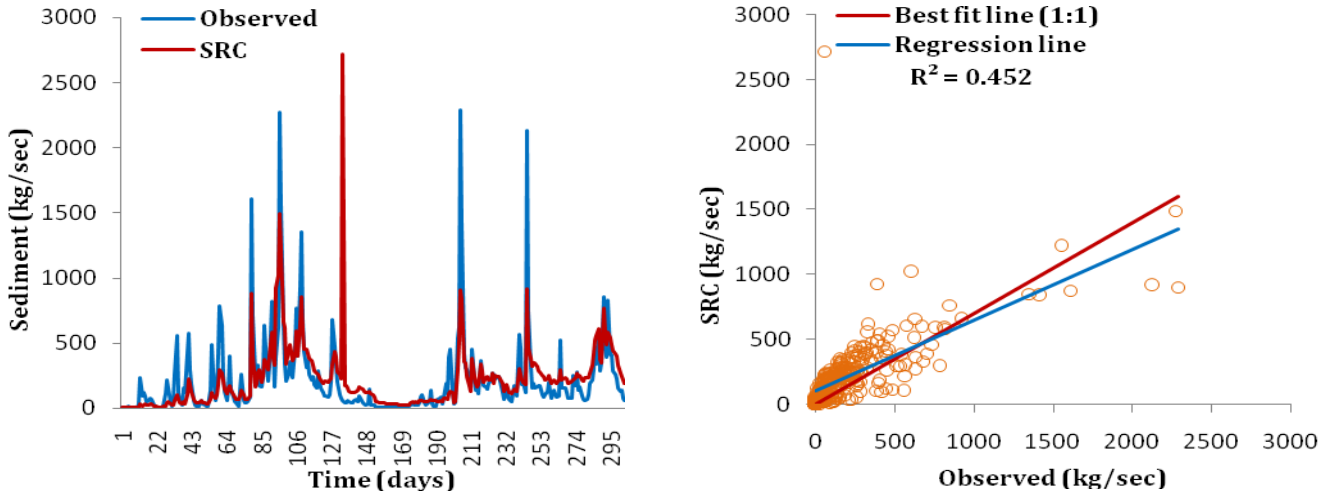 3000
2500
2000
1500
1000
500
0
Sediment (kg/sec)
Observed
SRC
1 22 43 64 85 106 127 148 169 190 211 232 253 274 295
Time (days)
3000
2500
2000
1500
1000
500
0
SRC (kg/sec)
Best fit line (1:1)
Regression line
R² = 0.452
0 500 1000 1500 2000 2500 3000
Observed (kg/sec)